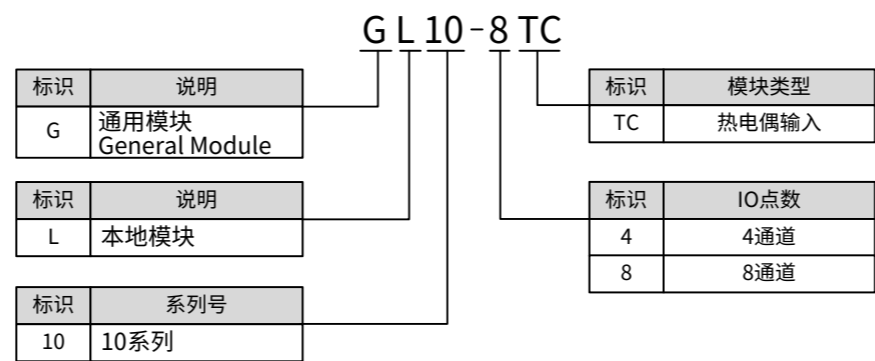 GL10-8TC
标识 说明
G 通用模块
General Module
标识 说明
L 本地模块
标识 系列号
10 10系列
标识 模块类型
TC 热电偶输入
标识 IO点数
4 4通道
8 8通道